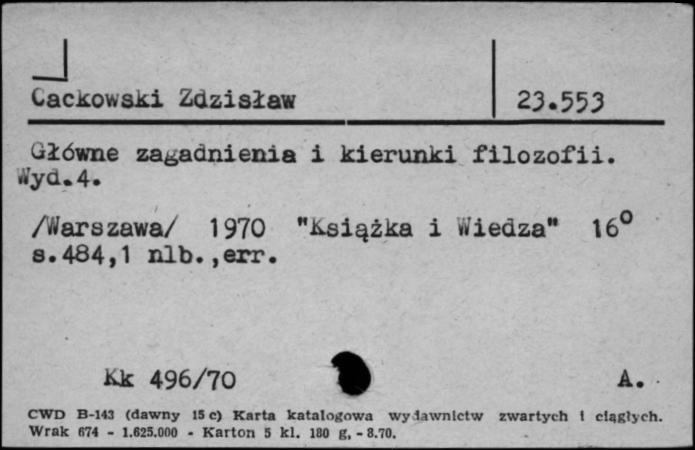 Cackowski Zdzisław 23.553
Główne zagadnienia i kierunki filozofii.
Wyd.4.
/Warszawa/ 1970 "Książka i Wiedza" 16°
s.484,1 nlb.,err.
Kk 496/70 A.
CWD B-143 (dawny 15 c) Karta katalogowa wydawnictw zwartych i ciągłych.
Wrak 674 - 1.625.000 - Karton 5 kl. 180 g. - 8.70.